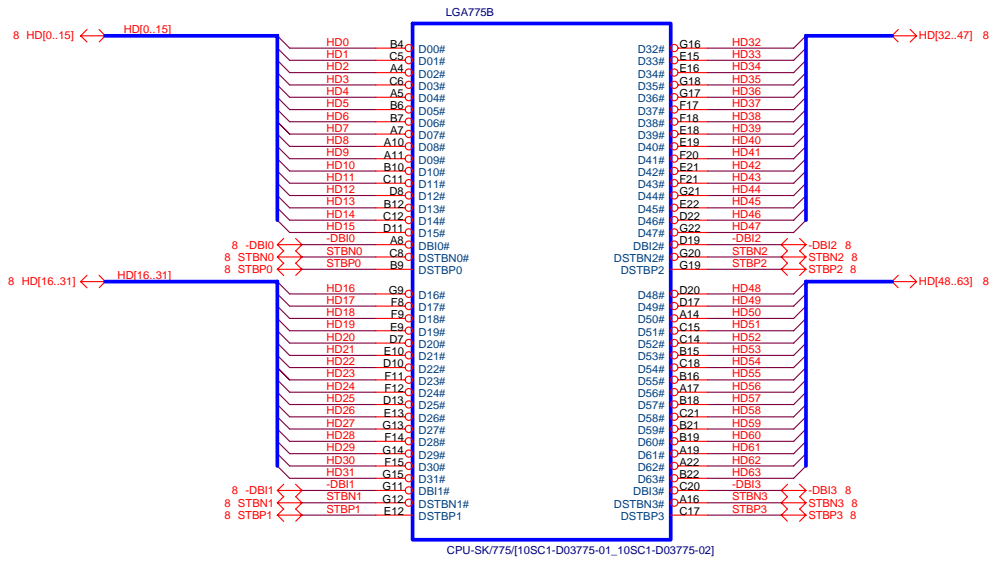 LGA775B
8 HD[0..15] HD[0..15] HD[32..47] 8
HD0 B4 D00# D32# G16 HD32
HD1 C5 D01# D33# E15 HD33
HD2 A4 D02# D34# E16 HD34
HD3 C6 D03# D35# G18 HD35
HD4 A5 D04# D36# G17 HD36
HD5 B6 D05# D37# F17 HD37
HD6 B7 D06# D38# F18 HD38
HD7 A7 D07# D39# E18 HD39
HD8 A10 D08# D40# E19 HD40
HD9 A11 D09# D41# F20 HD41
HD10 B10 D10# D42# E21 HD42
HD11 C11 D11# D43# F21 HD43
HD12 D8 D12# D44# G21 HD44
HD13 B12 D13# D45# E22 HD45
HD14 C12 D14# D46# D22 HD46
HD15 D11 D15# D47# G22 HD47
8 -DBI0 -DBI0 A8 DBI0# DBI2# D19 -DBI2 -DBI2 8
8 STBN0 STBN0 C8 DSTBN0# DSTBN2# G20 STBN2 STBN2 8
8 STBP0 STBP0 B9 DSTBP0 DSTBP2 G19 STBP2 STBP2 8
8 HD[16..31] HD[16..31] HD[48..63] 8
HD16 G9 D16# D48# D20 HD48
HD17 F8 D17# D49# D17 HD49
HD18 F9 D18# D50# A14 HD50
HD19 E9 D19# D51# C15 HD51
HD20 D7 D20# D52# C14 HD52
HD21 E10 D21# D53# B15 HD53
HD22 D10 D22# D54# C18 HD54
HD23 F11 D23# D55# B16 HD55
HD24 F12 D24# D56# A17 HD56
HD25 D13 D25# D57# B18 HD57
HD26 E13 D26# D58# C21 HD58
HD27 G13 D27# D59# B21 HD59
HD28 F14 D28# D60# B19 HD60
HD29 G14 D29# D61# A19 HD61
HD30 F15 D30# D62# A22 HD62
HD31 G15 D31# D63# B22 HD63
8 -DBI1 -DBI1 G11 DBI1# DBI3# C20 -DBI3 -DBI3 8
8 STBN1 STBN1 G12 DSTBN1# DSTBN3# A16 STBN3 STBN3 8
8 STBP1 STBP1 E12 DSTBP1 DSTBP3 C17 STBP3 STBP3 8
CPU-SK/775/[10SC1-D03775-01_10SC1-D03775-02]